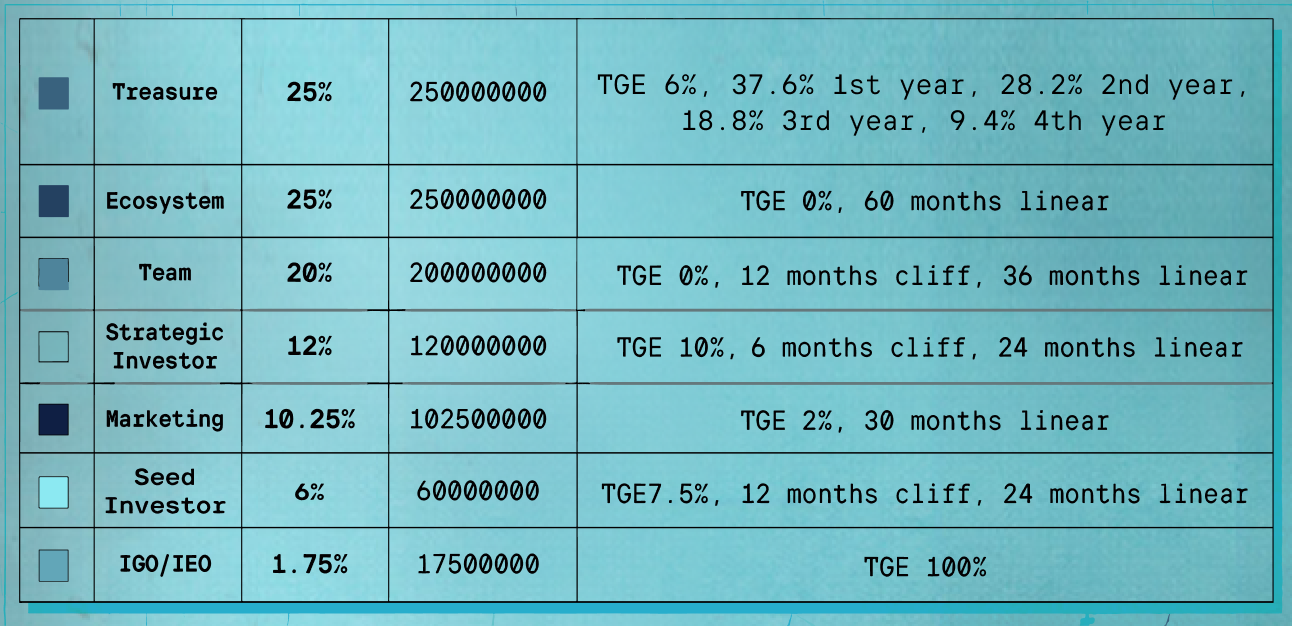 Treasure 25% 250000000 TGE 6%, 37.6% 1st year, 28.2% 2nd year,
18.8% 3rd year, 9.4% 4th year
Ecosystem 25% 250000000 TGE 0%, 60 months linear
Team 20% 200000000 TGE 0%, 12 months cliff, 36 months linear
Strategic
Investor 12% 120000000 TGE 10%, 6 months cliff, 24 months linear
Marketing 10.25% 102500000 TGE 2%, 30 months linear
Seed
Investor 6% 60000000 TGE7.5%, 12 months cliff, 24 months linear
IGO/IEO 1.75% 17500000 TGE 100%